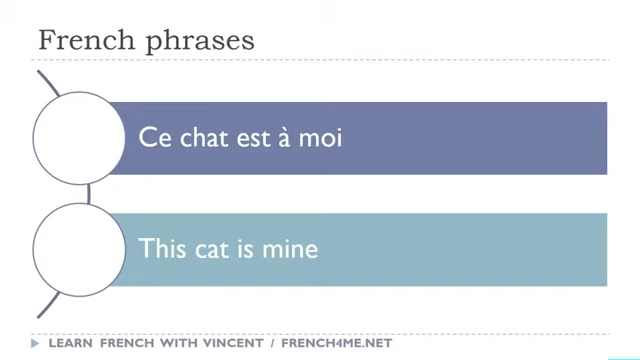 French phrases
Ce chat est à moi
This cat is mine
LEARN FRENCH WITH VINCENT / FRENCH4ME.NET